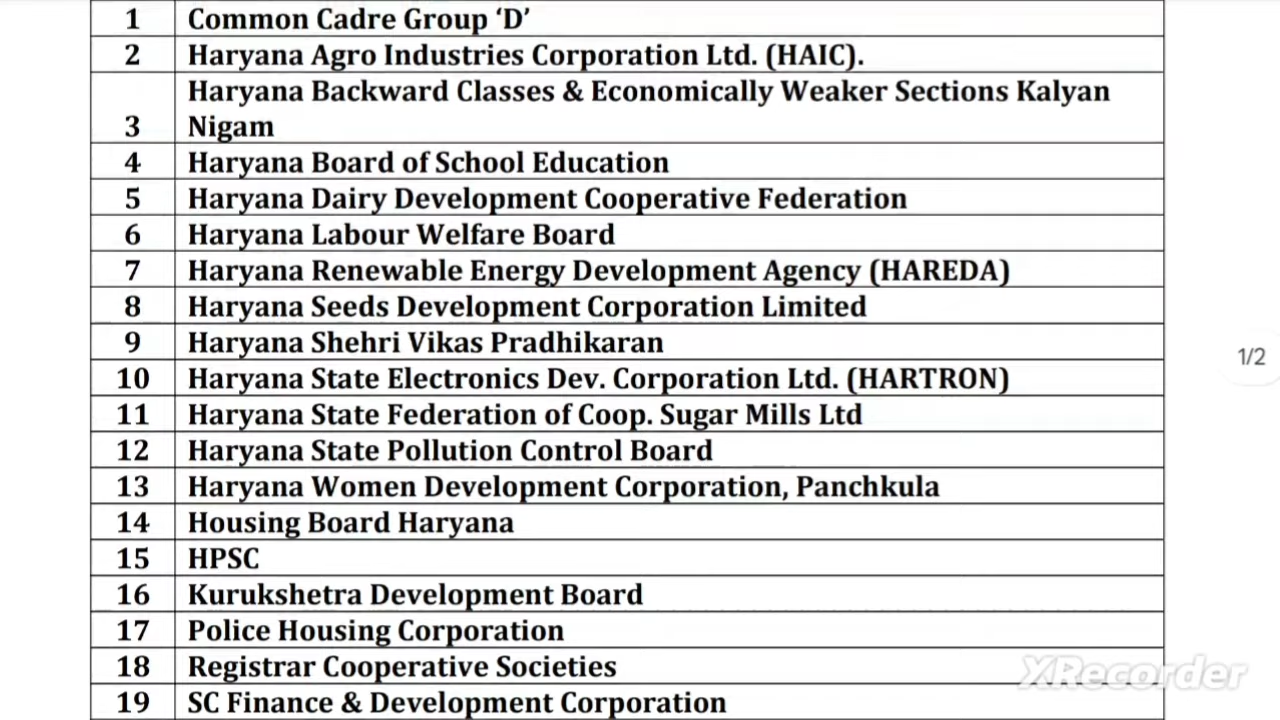 1 Common Cadre Group ‘D’
2 Haryana Agro Industries Corporation Ltd. (HAIC).
Haryana Backward Classes & Economically Weaker Sections Kalyan
3 Nigam
4 Haryana Board of School Education
5 Haryana Dairy Development Cooperative Federation
6 Haryana Labour Welfare Board
7 Haryana Renewable Energy Development Agency (HAREDA)
8 Haryana Seeds Development Corporation Limited
9 Haryana Shehri Vikas Pradhikaran
1/2
10 Haryana State Electronics Dev. Corporation Ltd. (HARTRON)
11 Haryana State Federation of Coop. Sugar Mills Ltd
12 Haryana State Pollution Control Board
13 Haryana Women Development Corporation, Panchkula
14 Housing Board Haryana
15 HPSC
16 Kurukshetra Development Board
17 Police Housing Corporation
18 Registrar Cooperative Societies
XRecorder
19 SC Finance & Development Corporation